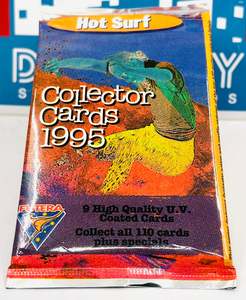 Hot Surf
Collector
Cards
1995
FUTERA
9 High Quality U.V.
Coated Cards
Collect all 110 cards
plus specials